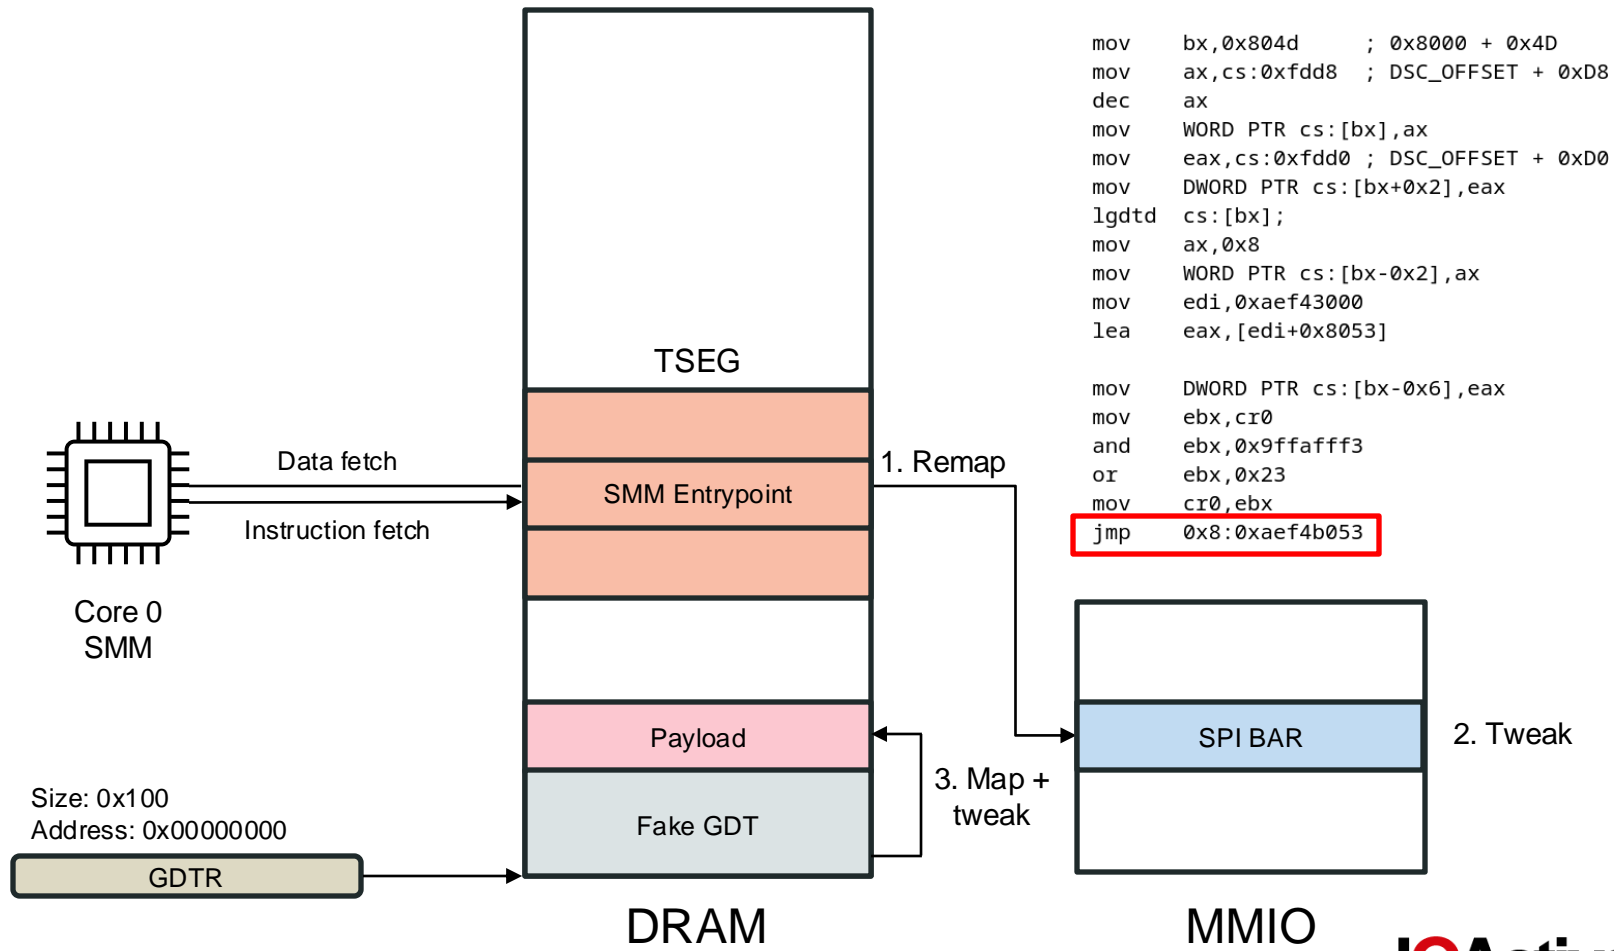 mov bx,0x804d ; 0x8000 + 0x4D
mov ax,cs:0xfdd8 ; DSC_OFFSET + 0xD8
dec ax
mov WORD PTR cs:[bx],ax
mov eax,cs:0xfdd0 ; DSC_OFFSET + 0xD0
mov DWORD PTR cs:[bx+0x2],eax
lgdtd cs:[bx];
mov ax,0x8
mov WORD PTR cs:[bx-0x2],ax
mov edi,0xaef43000
lea eax,[edi+0x8053]
mov DWORD PTR cs:[bx-0x6],eax
mov ebx,cr0
and ebx,0x9ffafff3
or ebx,0x23
mov cr0,ebx
jmp 0x8:0xaef4b053
TSEG
Data fetch
Instruction fetch
SMM Entrypoint
1. Remap
Core 0
SMM
Payload
SPI BAR
2. Tweak
3. Map +
tweak
Size: 0x100
Address: 0x00000000
Fake GDT
GDTR
DRAM
MMIO